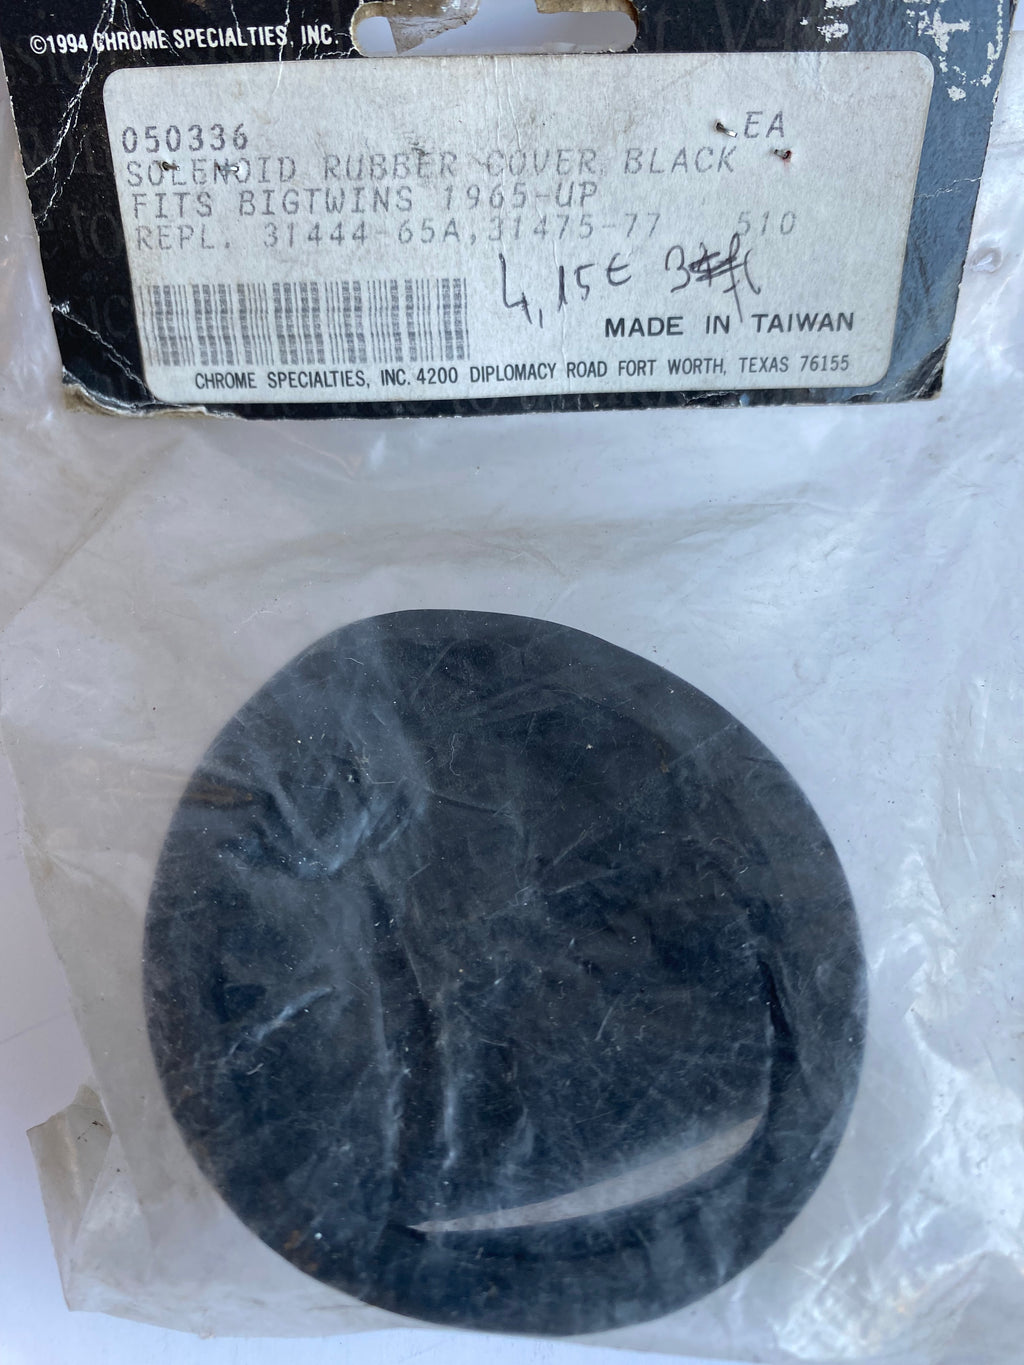 ©1994 CHROME SPECIALTIES, INC.
050336 EA
SOLENOID RUBBER COVER, BLACK
FITS BIGTWINS 1965-UP
REPL. 31444-65A,31475-77 510
4,15€
MADE IN TAIWAN
CHROME SPECIALTIES, INC. 4200 DIPLOMACY ROAD FORT WORTH, TEXAS 76155